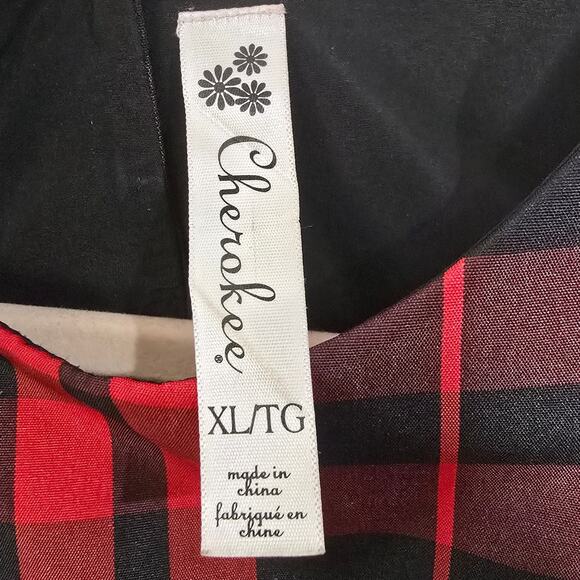 Cherokee®
XL/TG
made in
china
fabriqué en
chine